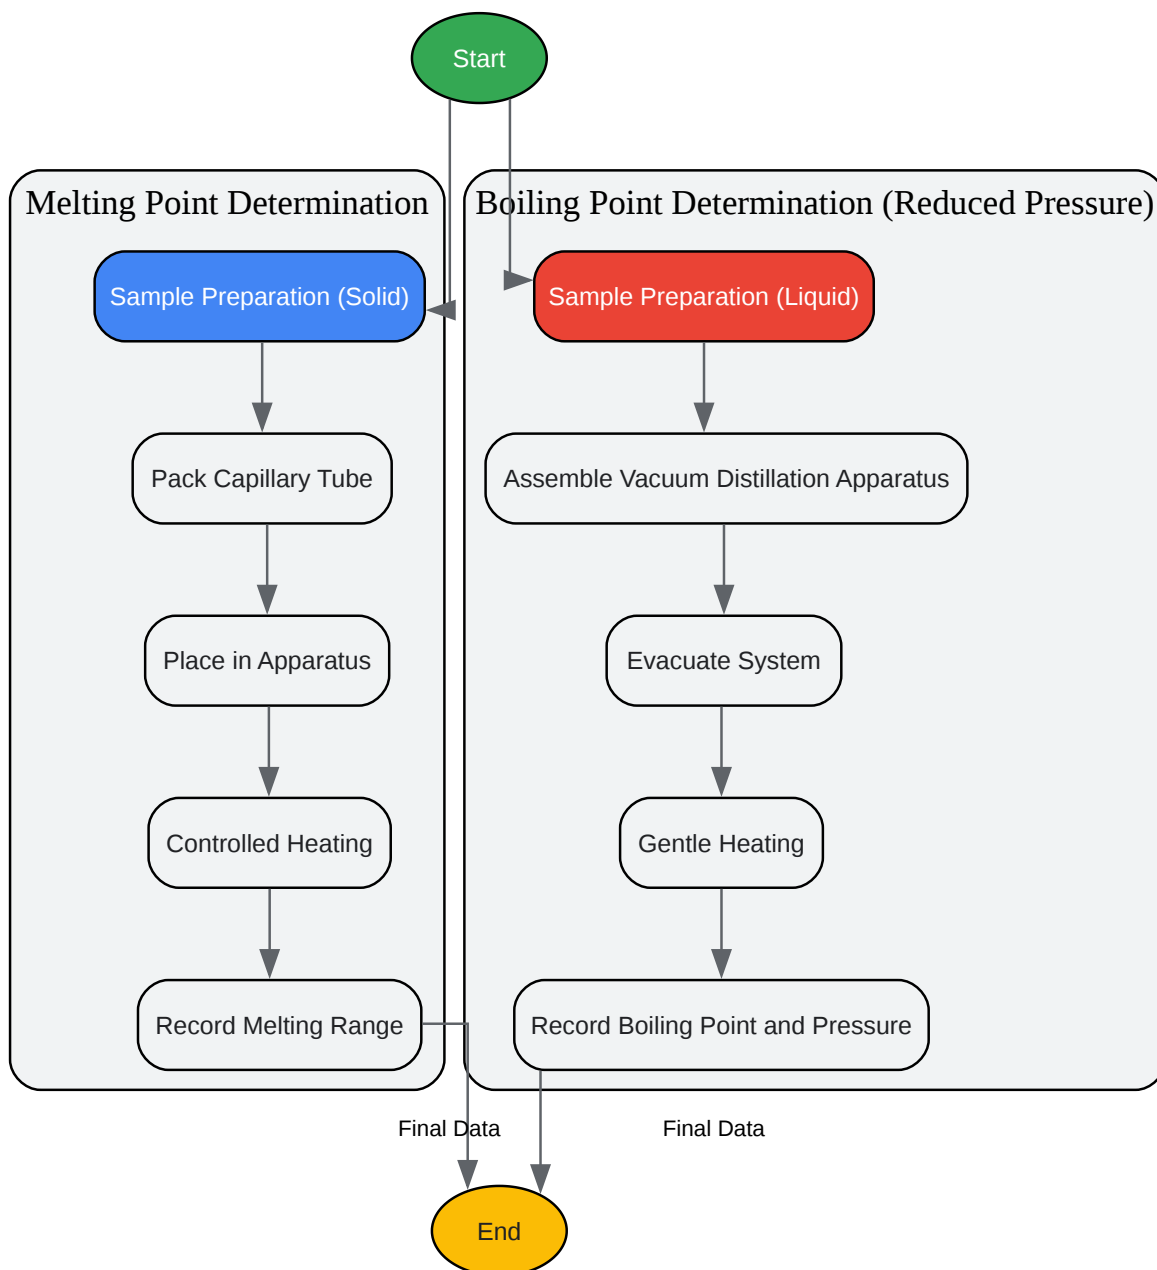 Start
Melting Point Determination
Sample Preparation (Solid)
Pack Capillary Tube
Place in Apparatus
Controlled Heating
Record Melting Range
Boiling Point Determination (Reduced Pressure)
Sample Preparation (Liquid)
Assemble Vacuum Distillation Apparatus
Evacuate System
Gentle Heating
Record Boiling Point and Pressure
Final Data
Final Data
End